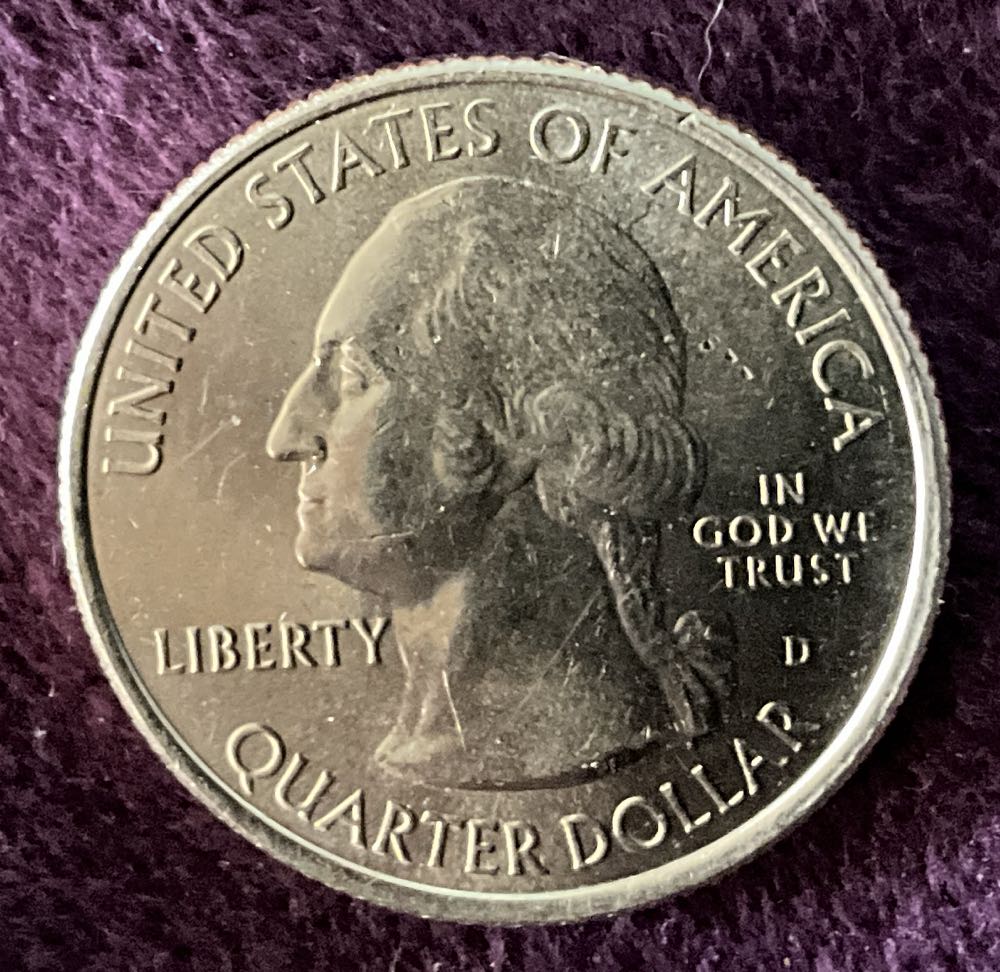 UNITED STATES OF AMERICA
IN
GOD WE
TRUST
LIBERTY
D
QUARTER DOLLAR